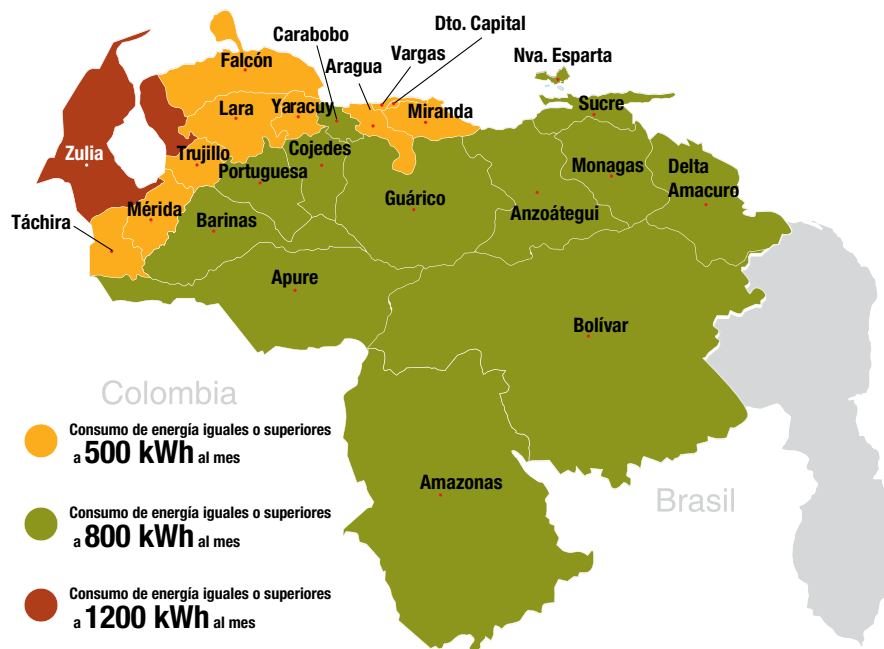 Carabobo
Dto. Capital
Vargas
Aragua
Nva. Esparta
Falcón
Lara
Yaracuy
Miranda
Sucre
Zulia
Trujillo
Cojedes
Portuguesa
Monagas
Delta
Amacuro
Guárico
Anzoátegui
Táchira
Mérida
Barinas
Apure
Bolívar
Colombia
Consumo de energía iguales o superiores
a 500 kWh al mes
Amazonas
Brasil
Consumo de energía iguales o superiores
a 800 kWh al mes
Consumo de energía iguales o superiores
a 1200 kWh al mes